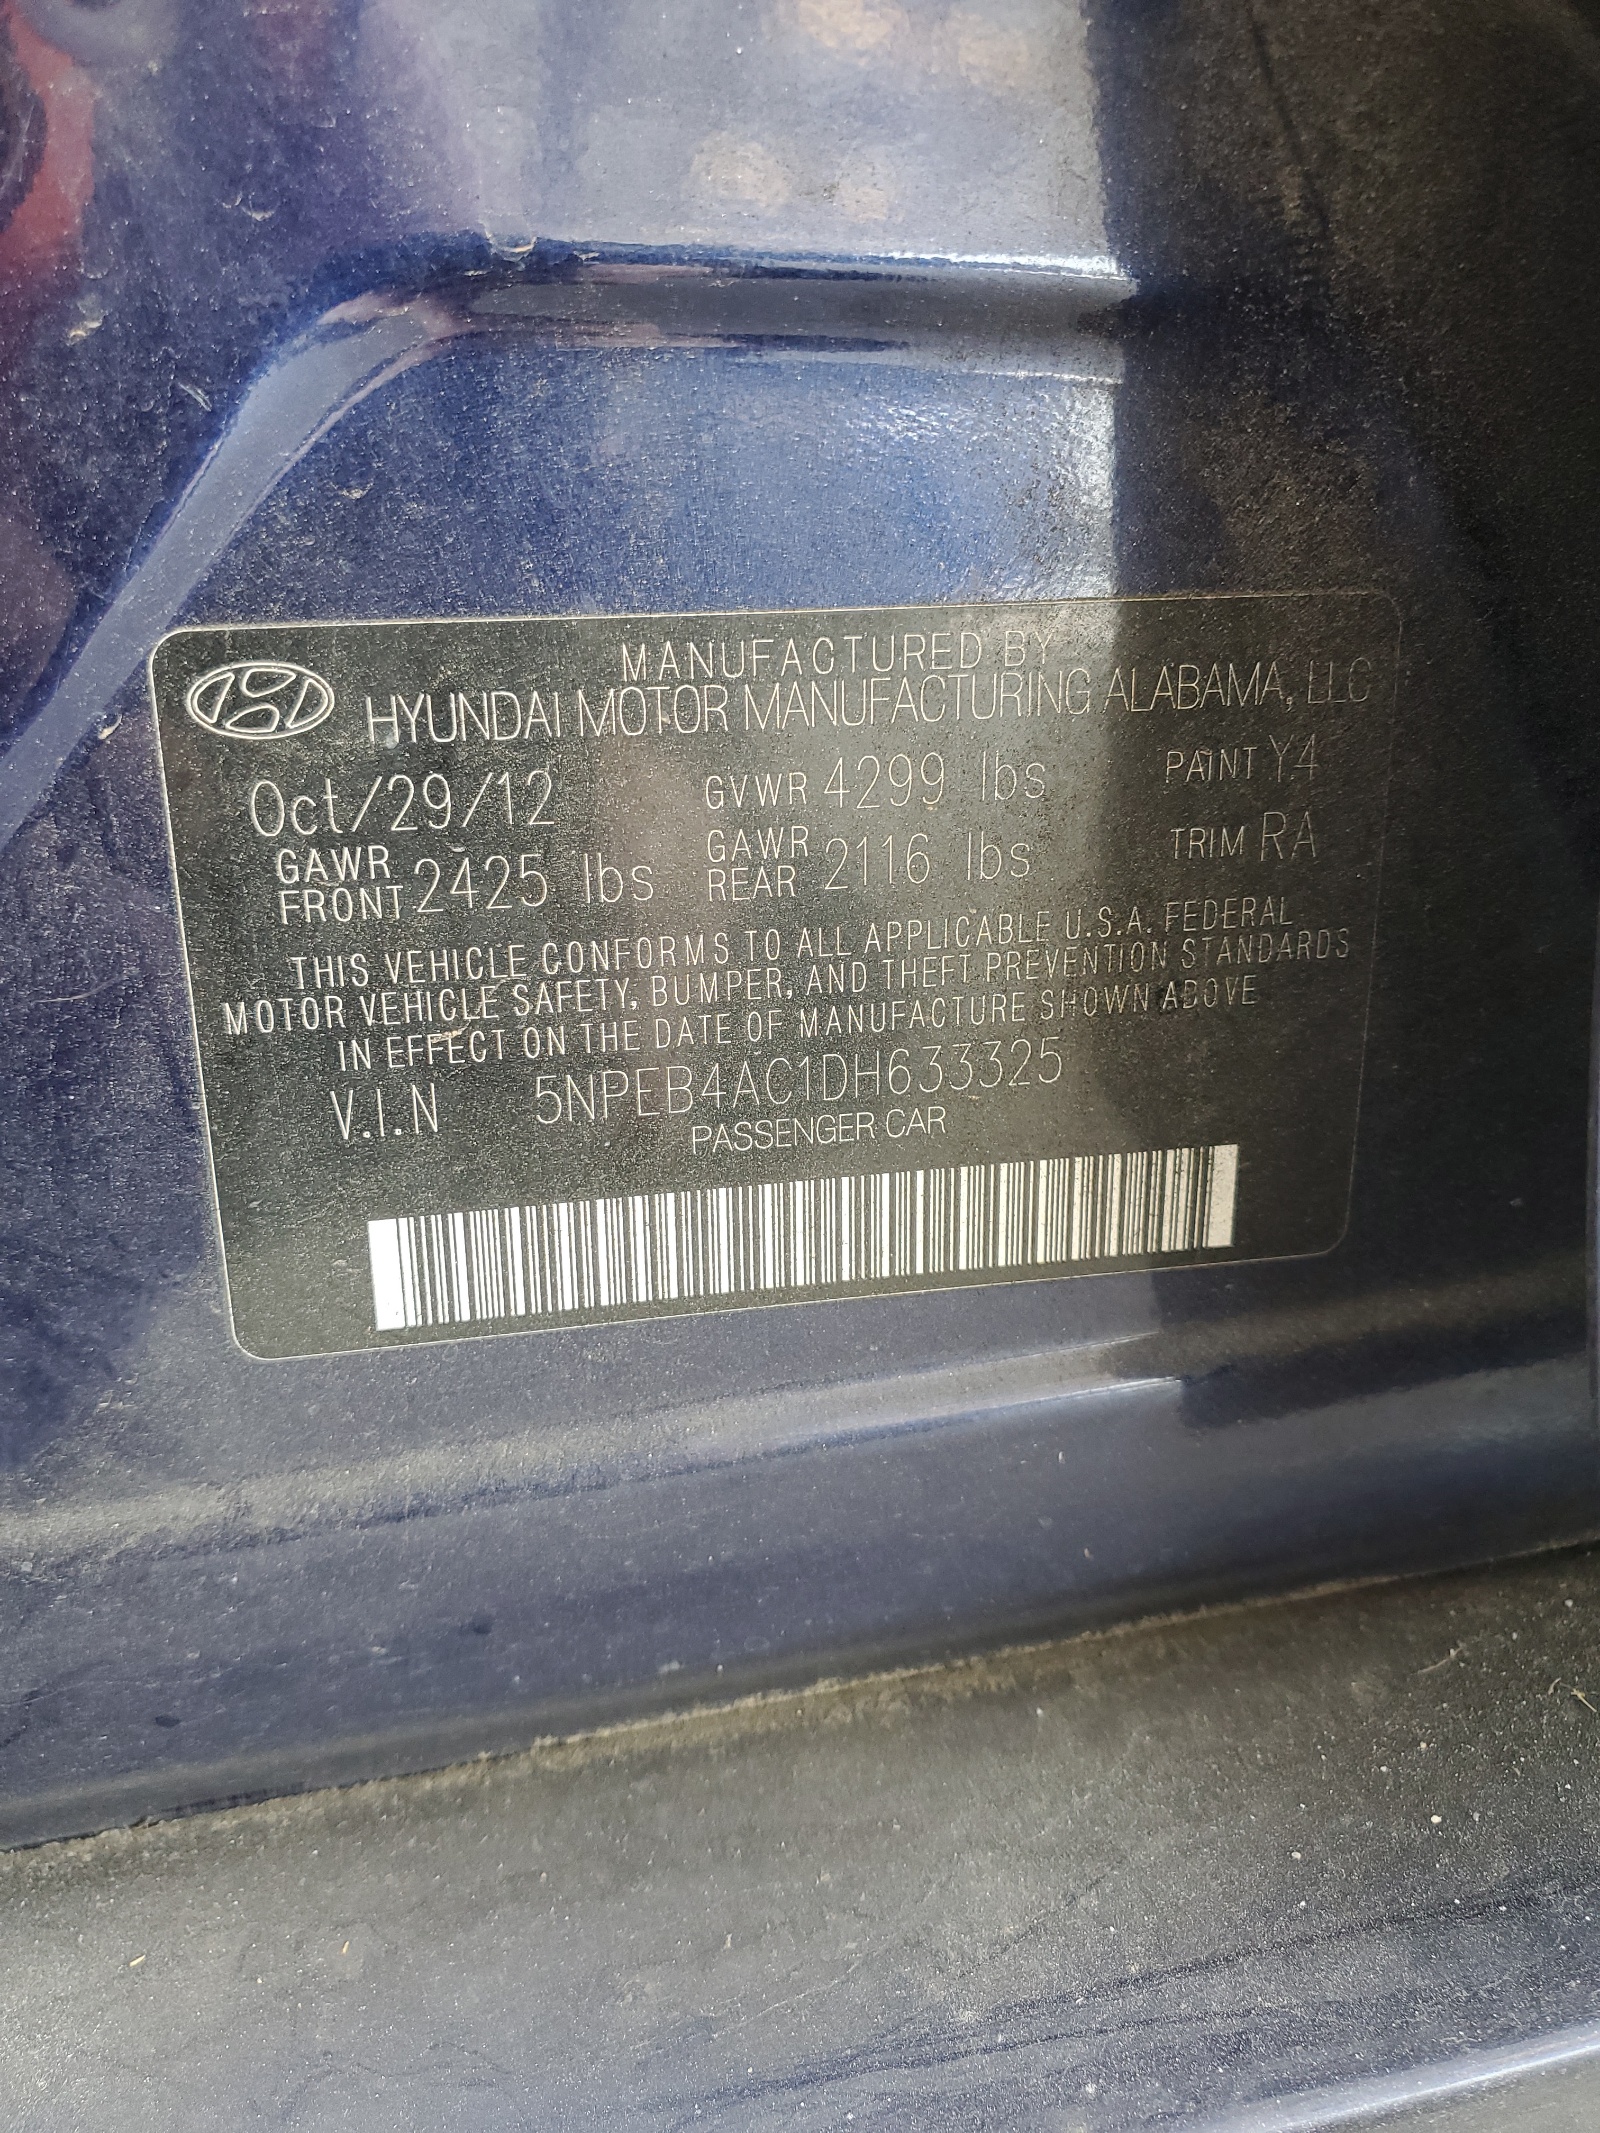 MANUFACTURED BY
HYUNDAI MOTOR MANUFACTURING ALABAMA, LLC
Oct/29/12 GVWR 4299 lbs PAINT Y4
GAWR FRONT 2425 lbs GAWR REAR 2116 lbs TRIM RA
THIS VEHICLE CONFORMS TO ALL APPLICABLE U.S.A. FEDERAL
MOTOR VEHICLE SAFETY, BUMPER, AND THEFT PREVENTION STANDARDS
IN EFFECT ON THE DATE OF MANUFACTURE SHOWN ABOVE
V.I.N 5NPEB4AC1DH633325
PASSENGER CAR